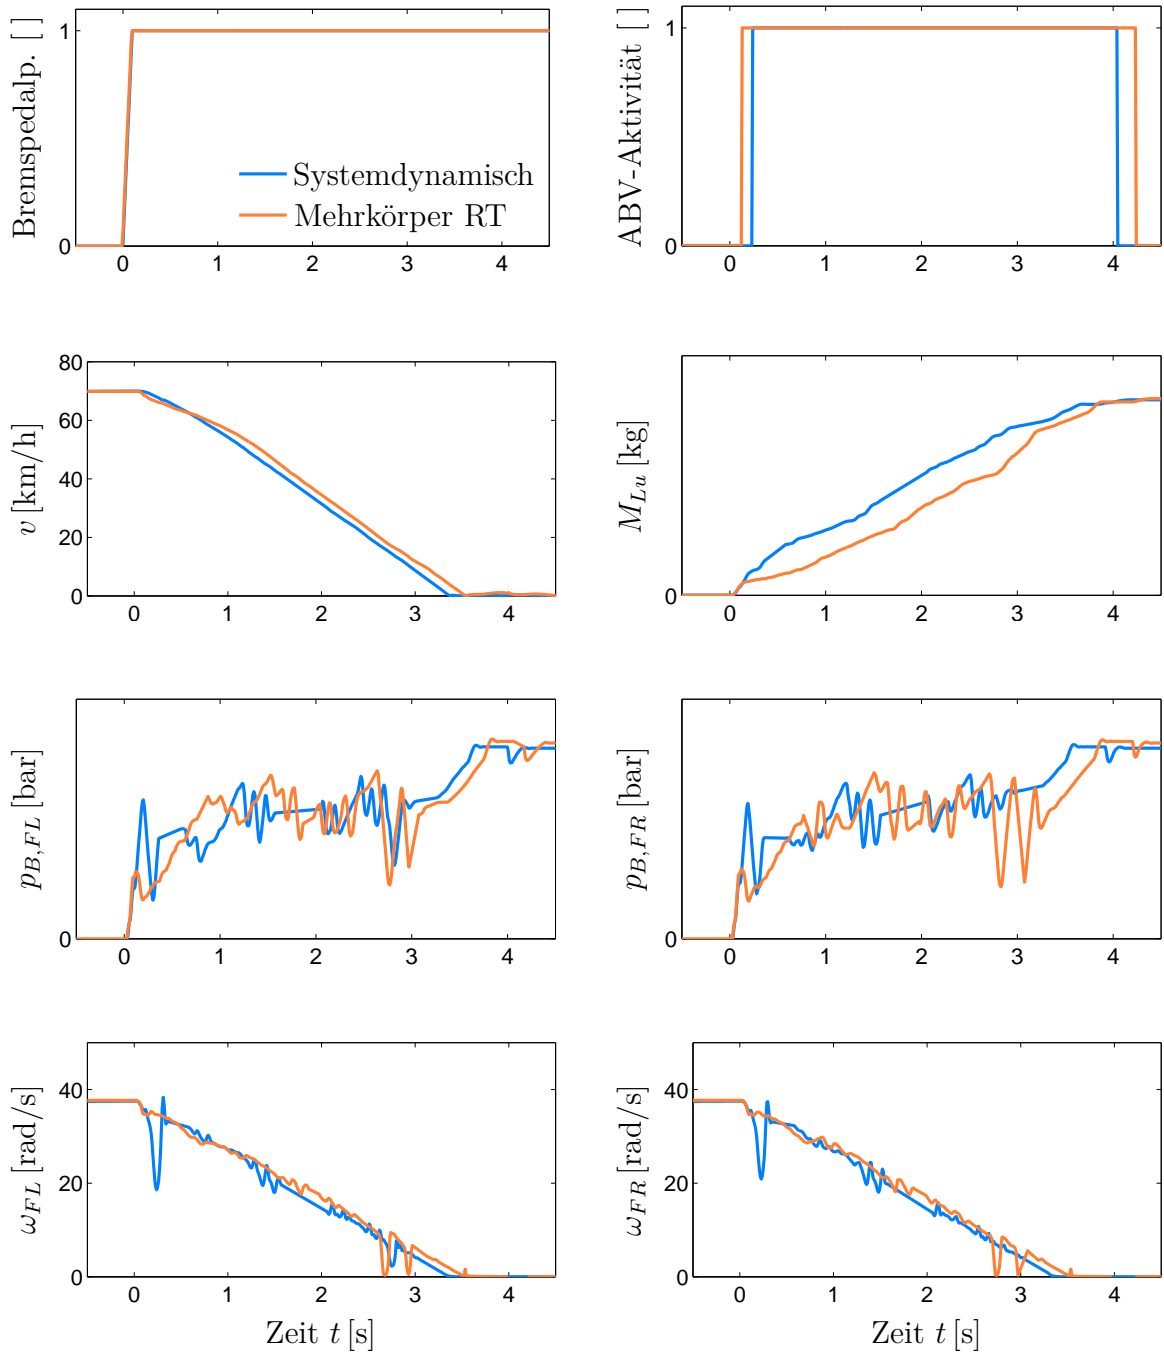 Bremspedalp. [ ]
1
0
0 1 2 3 4
Systemdynamisch
Mehrkörper RT
ABV-Aktivität [ ]
1
0
0 1 2 3 4
v [km/h]
80
60
40
20
0
0 1 2 3 4
M_Lu [kg]
0
0 1 2 3 4
p_B,FL [bar]
0
0 1 2 3 4
p_B,FR [bar]
0
0 1 2 3 4
ω_FL [rad/s]
40
20
0
0 1 2 3 4
Zeit t [s]
ω_FR [rad/s]
40
20
0
0 1 2 3 4
Zeit t [s]